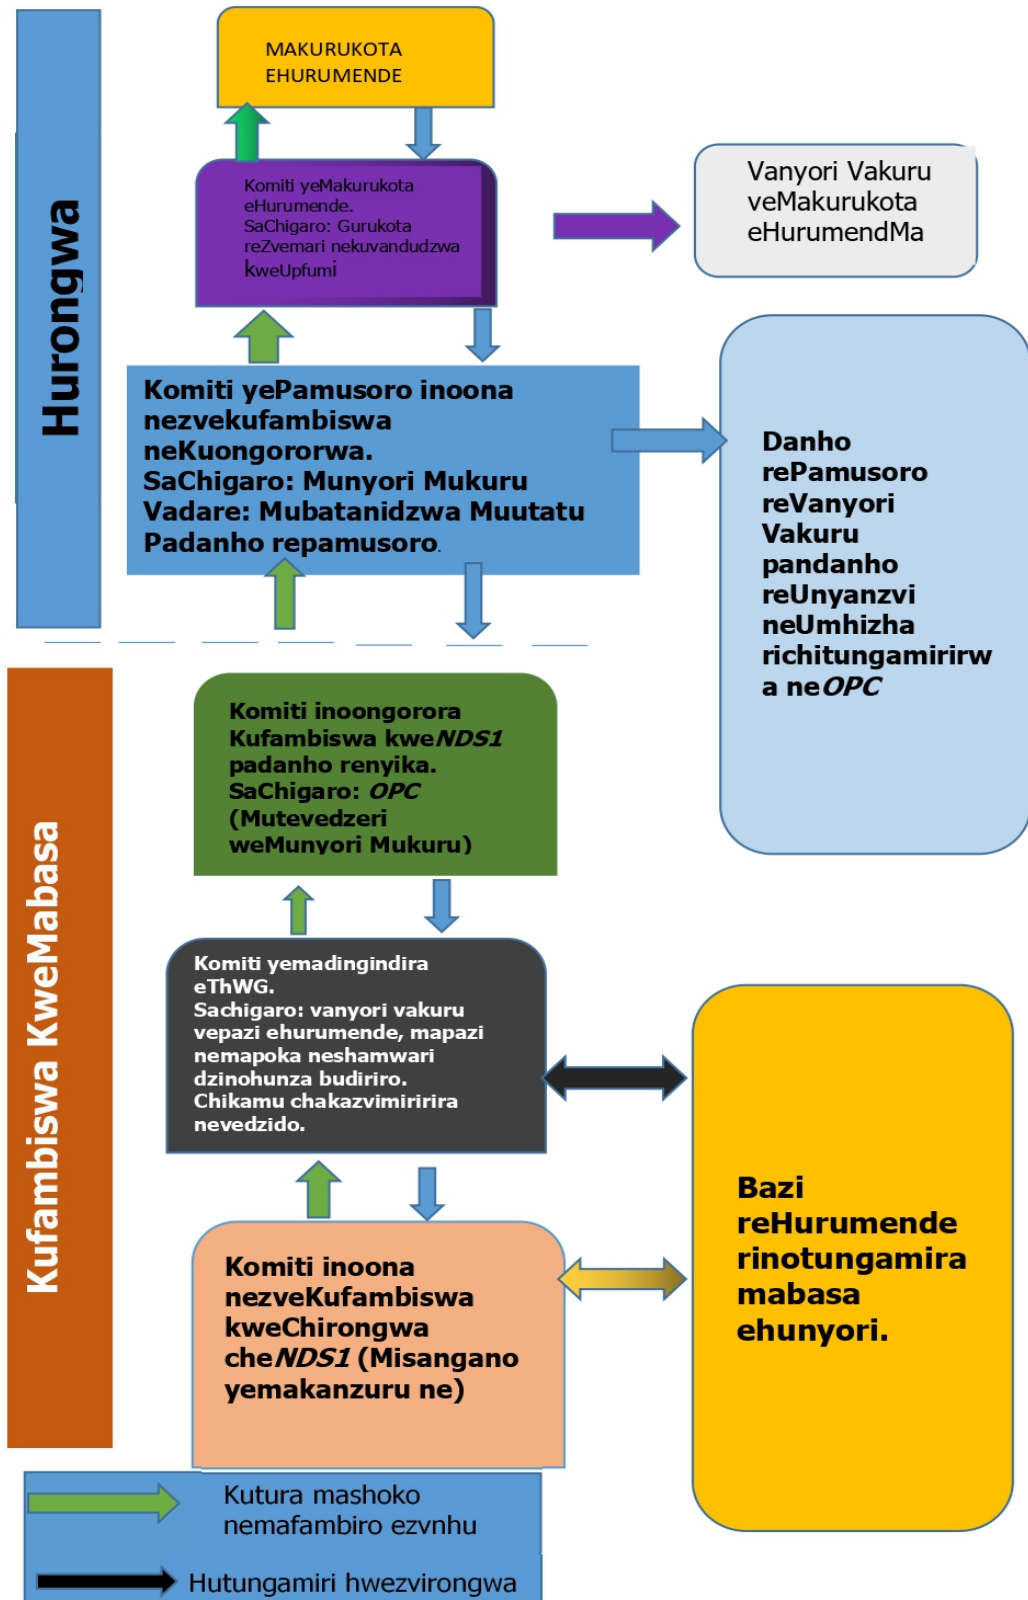 Hurongwa
MAKURUKOTA
EHURUMENDE
Komiti yeMakurukota
eHurumende.
SaChigaro: Gurukota
reZvemari nekuvandudzwa
kweUpfumi
Vanyori Vakuru
veMakurukota
eHurumendMa
Komiti yePamusoro inoona
nezvekufambiswa
neKuongororwa.
SaChigaro: Munyori Mukuru
Vadare: Mubatanidzwa Muutatu
Padanho repamusoro.
Danho
rePamusoro
reVanyori
Vakuru
pandanho
reUnyanzvi
neUmhizha
richitungamirirw
a neOPC
Kufambiswa KweMabasa
Komiti inoongorora
Kufambiswa kweNDS1
padanho renyika.
SaChigaro: OPC
(Mutevedzeri
weMunyori Mukuru)
Komiti yemadingindira
eThWG.
Sachigaro: vanyori vakuru
vepazi ehurumende, mapazi
nemapoka neshamwari
dzinohunza budiriro.
Chikamu chakazvimiririra
nevedzido.
Komiti inoona
nezveKufambiswa
kweChirongwa
cheNDS1 (Misangano
yemakanzuru ne)
Bazi
reHurumende
rinotungamira
mabasa
ehunyori.
Kutura mashoko
nemafambiro ezvnhu
Hutungamiri hwezvirongwa